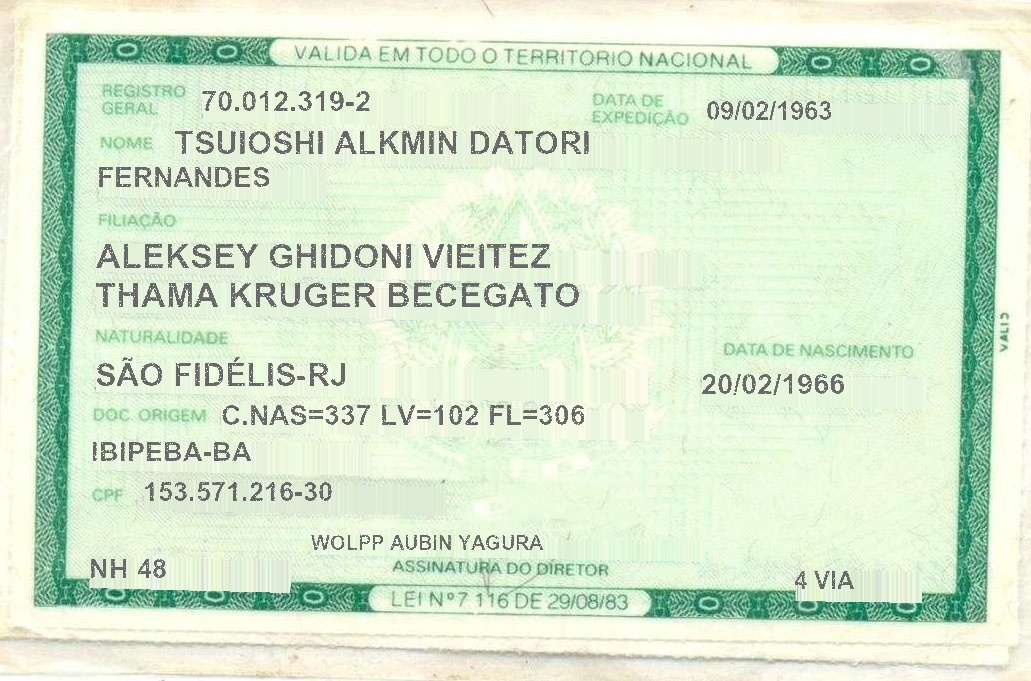 VALIDA EM TODO O TERRITORIO NACIONAL
REGISTRO GERAL 70.012.319-2 DATA DE EXPEDIÇÃO 09/02/1963
NOME TSUIOSHI ALKMIN DATORI
FERNANDES
FILIAÇÃO
ALEKSEY GHIDONI VIEITEZ
THAMA KRUGER BECEGATO
NATURALIDADE DATA DE NASCIMENTO
SÃO FIDÉLIS-RJ 20/02/1966
DOC. ORIGEM C.NAS=337 LV=102 FL=306
IBIPEBA-BA
CPF 153.571.216-30
WOLPP AUBIN YAGURA
NH 48 ASSINATURA DO DIRETOR 4 VIA
LEI Nº 7.116 DE 29/08/83
VALID